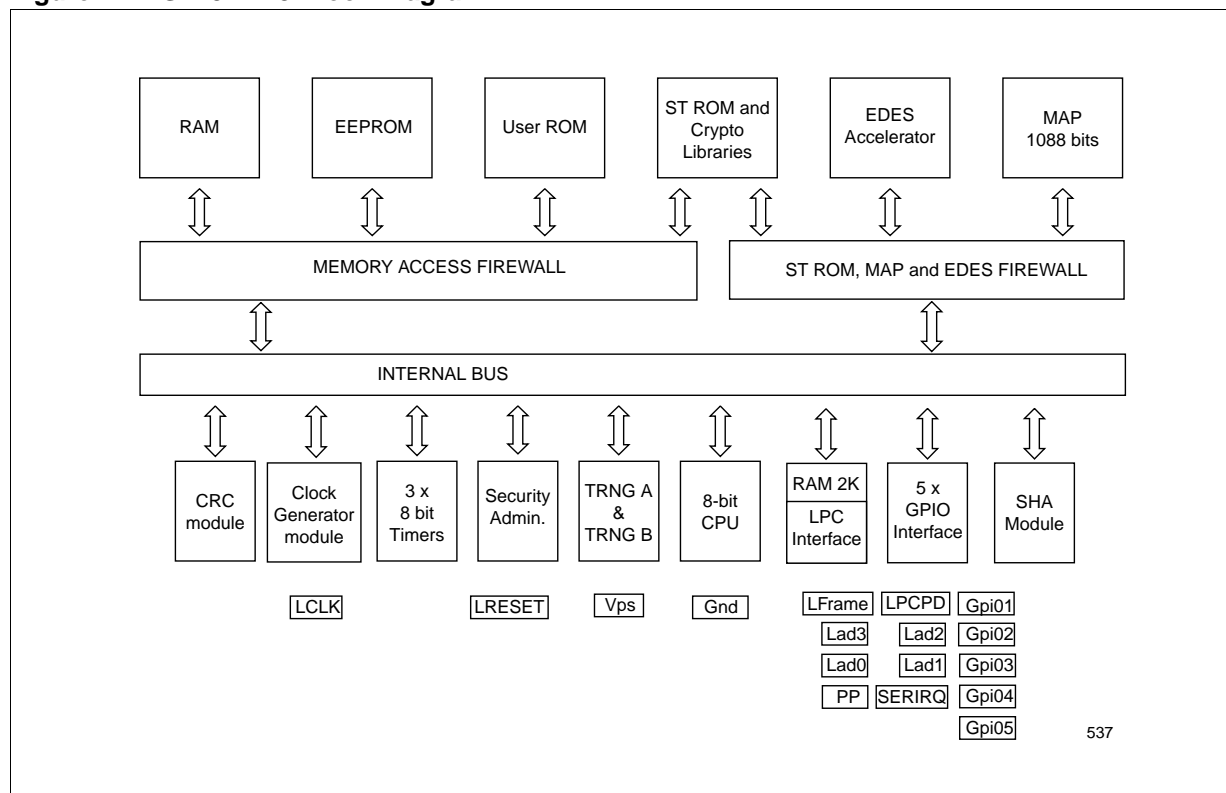 RAM
EEPROM
User ROM
ST ROM and
Crypto
Libraries
EDES
Accelerator
MAP
1088 bits
MEMORY ACCESS FIREWALL
ST ROM, MAP and EDES FIREWALL
INTERNAL BUS
CRC
module
Clock
Generator
module
3 x
8 bit
Timers
Security
Admin.
TRNG A
&
TRNG B
8-bit
CPU
RAM 2K
LPC
Interface
5 x
GPIO
Interface
SHA
Module
LCLK
LRESET
Vps
Gnd
LFrame
LPCPD
Gpi01
Lad3
Lad2
Gpi02
Lad0
Lad1
Gpi03
PP
SERIRQ
Gpi04
Gpi05
537